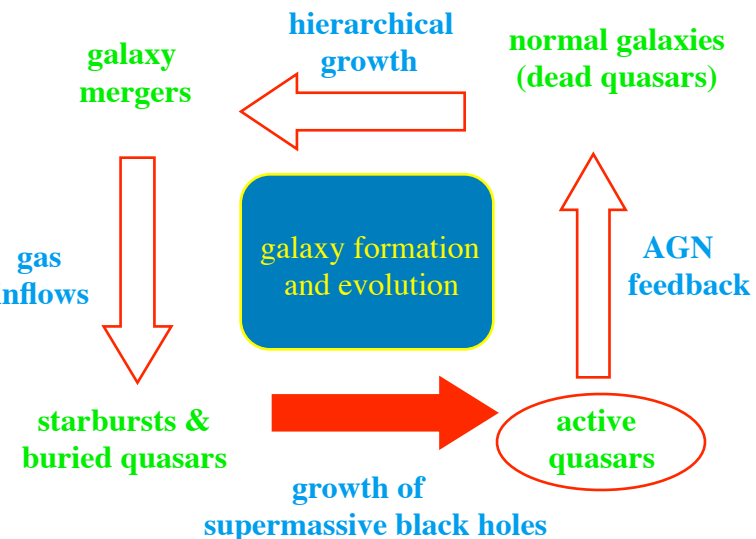 hierarchical
growth
normal galaxies
(dead quasars)
galaxy
mergers
galaxy formation
and evolution
gas
nflows
AGN
feedback
starbursts &
buried quasars
active
quasars
growth of
supermassive black holes